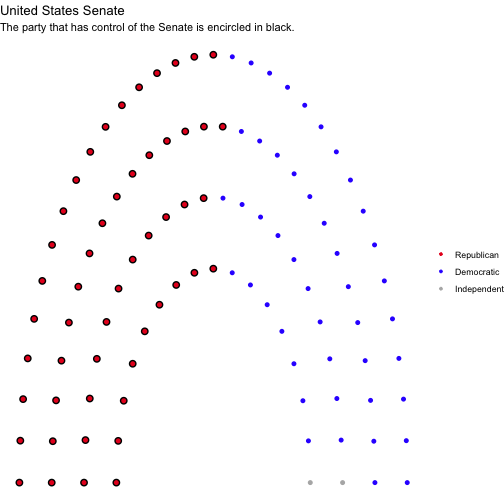 United States Senate
The party that has control of the Senate is encircled in black.
Republican
Democratic
Independent